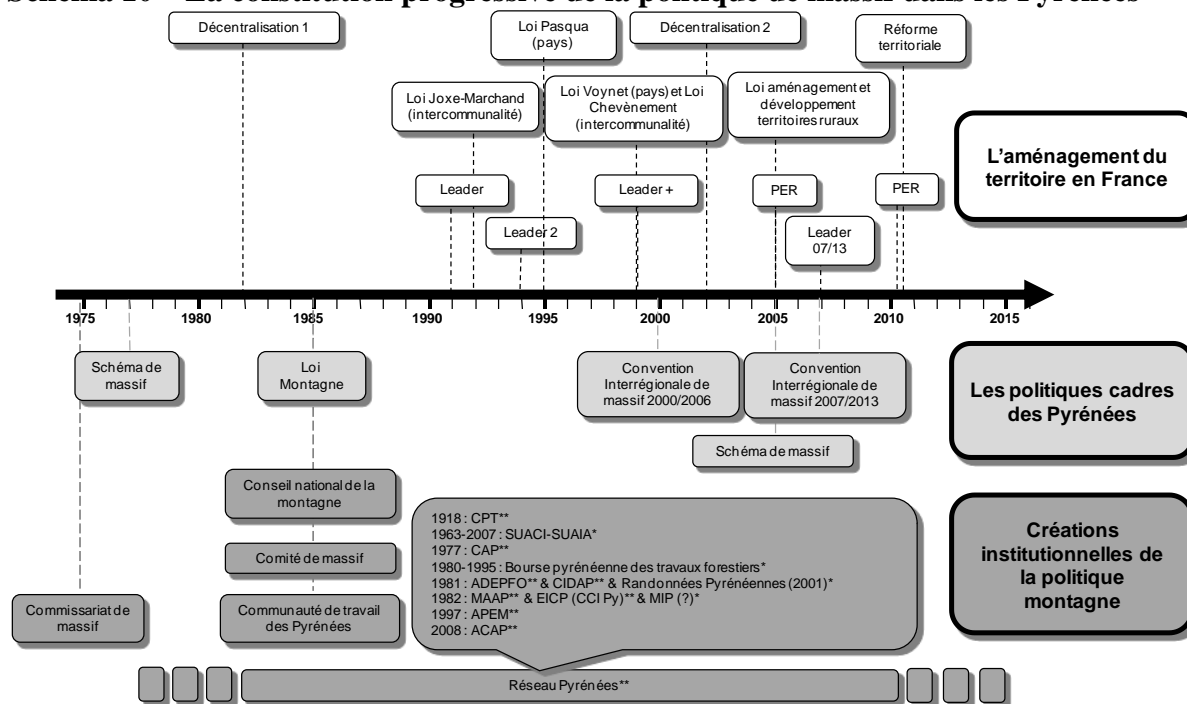 La constitution progressive de la politique de massif dans les Pyrénées
Décentralisation 1
Loi Pasqua
(pays)
Décentralisation 2
Réforme
territoriale
Loi Joxe-Marchand
(intercommunalité)
Loi Voynet (pays) et Loi
Chevènement
(intercommunalité)
Loi aménagement et
développement
territoires ruraux
L'aménagement du
territoire en France
Leader
Leader +
PER
PER
Leader 2
Leader
07/13
1975
1980
1985
1990
1995
2000
2005
2010
2015
Schéma de
massif
Loi
Montagne
Convention
Interrégionale de
massif 2000/2006
Convention
Interrégionale de
massif 2007/2013
Les politiques cadres
des Pyrénées
Schéma de massif
Conseil national de la
montagne
Comité de massif
Commissariat de
massif
Communauté de travail
des Pyrénées
1918 : CPT**
1963-2007 : SUACI-SUAIA*
1977 : CAP**
1980-1995 : Bourse pyrénéenne des travaux forestiers*
1981 : ADEPFO** & CIDAP** & Randonnées Pyrénéennes (2001)*
1982 : MAAP** & EICP (CCI Py)** & MIP (?)*
1997 : APEM**
2008 : ACAP**
Créations
institutionnelles de
la politique
montagne
Réseau Pyrénées**